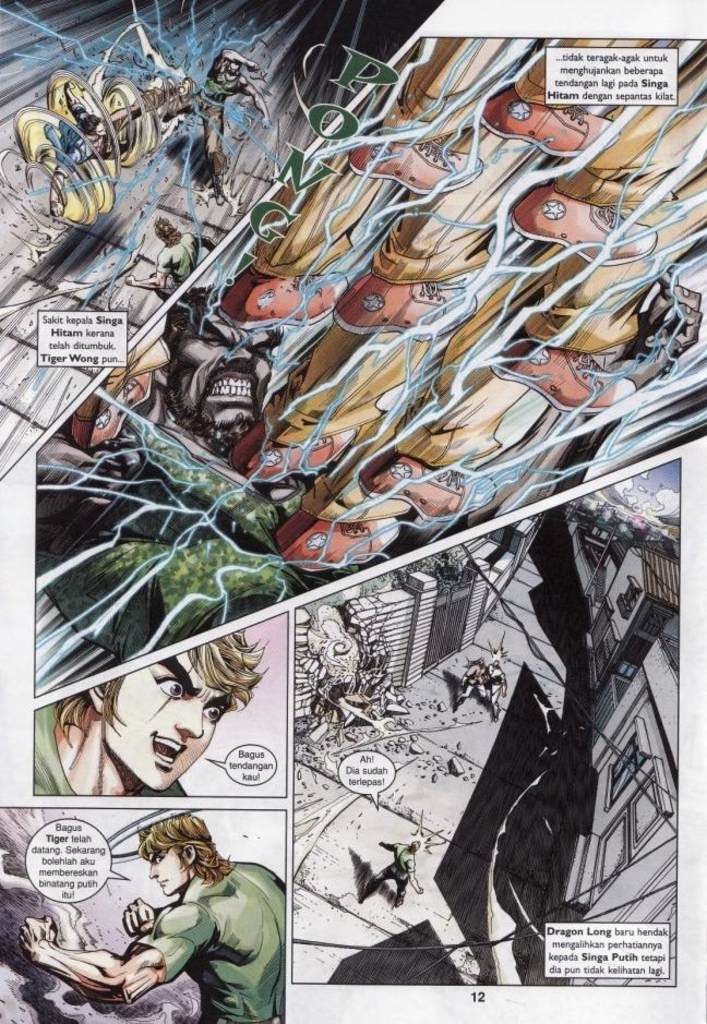 PONGG!
...tidak teragak-agak untuk
menghujankan beberapa
tendangan lagi pada Singa
Hitam dengan sepantas kilat.
Sakit kepala Singa
Hitam kerana
telah ditumbuk.
Tiger Wong pun...
Bagus
tendangan
kau!
Ah!
Dia sudah
terlepas!
Bagus
Tiger telah
datang. Sekarang
bolehlah aku
membereskan
binatang putih
itu!
Dragon Long baru hendak
mengalihkan perhatiannya
kepada Singa Putih tetapi
dia pun tidak kelihatan lagi.
12